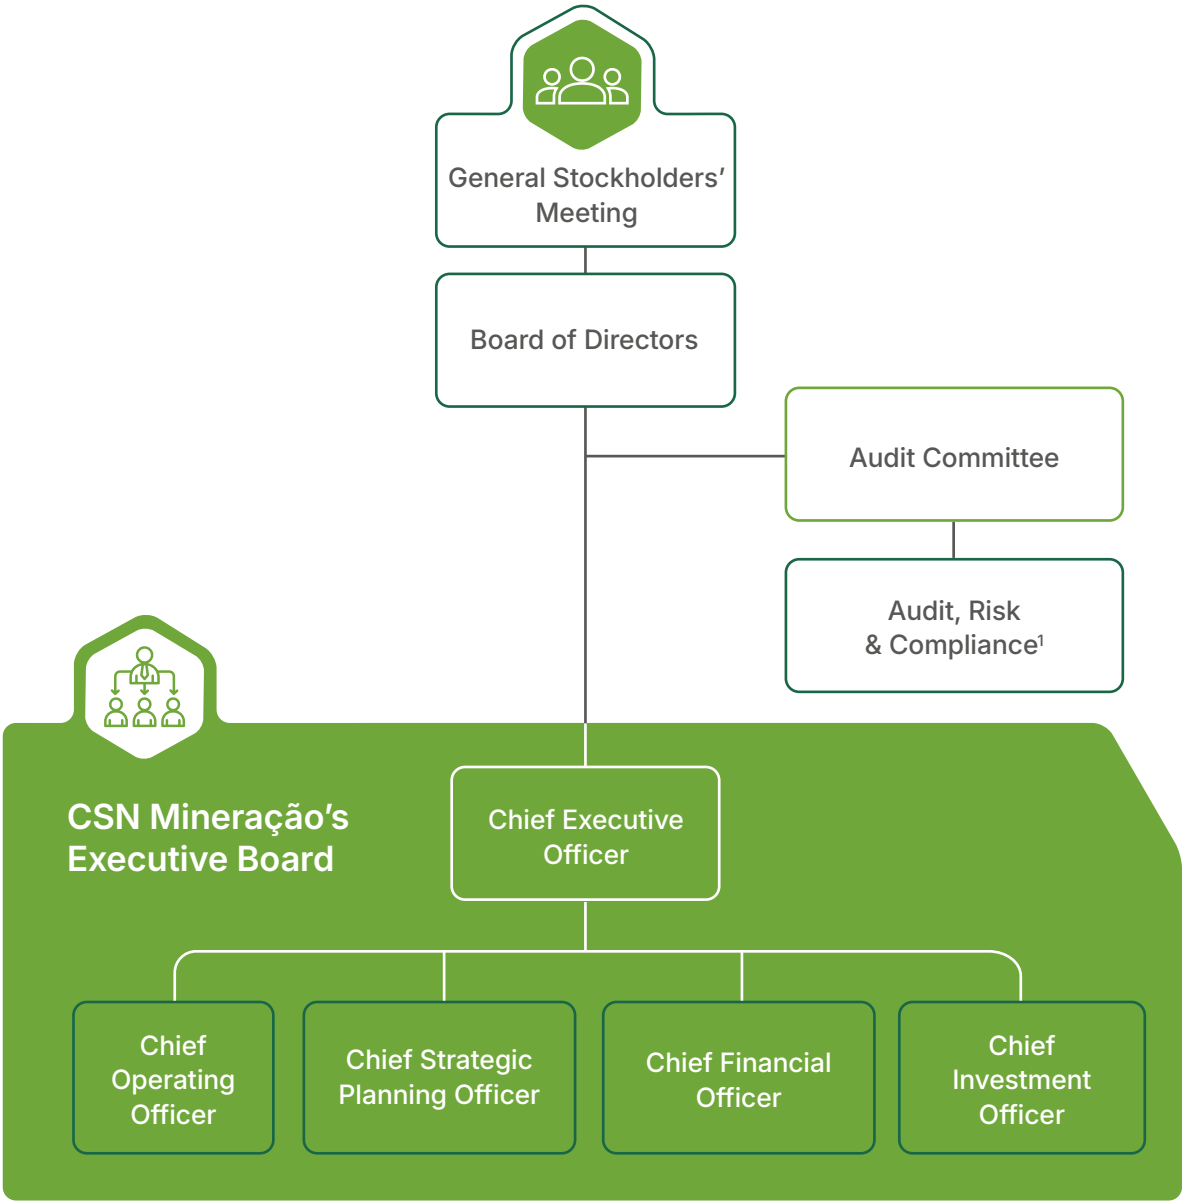 General Stockholders’
Meeting
Board of Directors
Audit Committee
Audit, Risk
& Compliance¹
CSN Mineração’s
Executive Board
Chief Executive
Officer
Chief
Operating
Officer
Chief Strategic
Planning Officer
Chief Financial
Officer
Chief
Investment
Officer